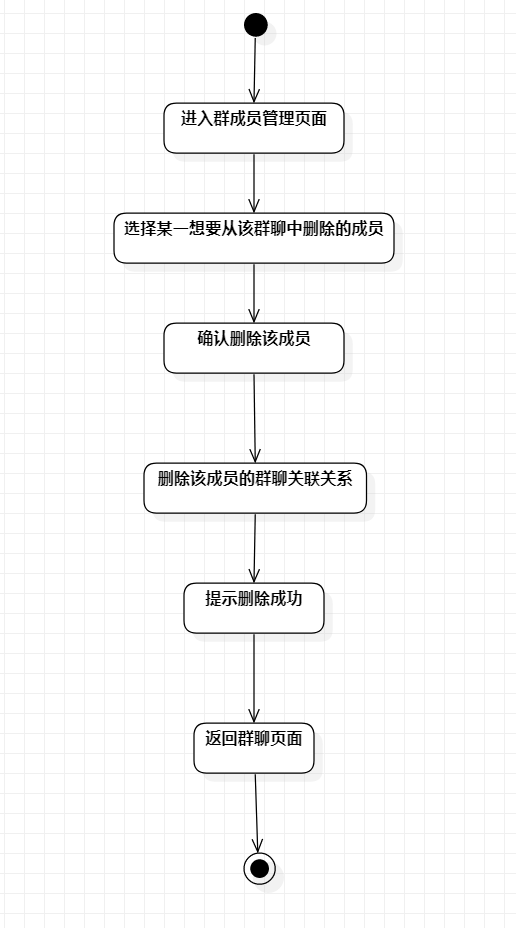 进入群成员管理页面
选择某一想要从该群聊中删除的成员
确认删除该成员
删除该成员的群聊关联关系
提示删除成功
返回群聊页面